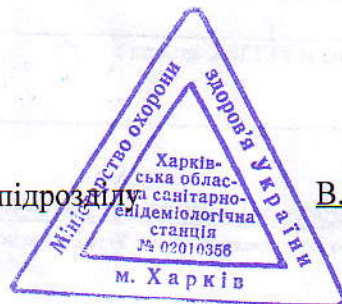 Міністерство охорони
здоров'я України
Харків-
ська облас-
на санітарно-
епідеміологічна
станція
№ 02010356
підрозділу
В.
м. Харків